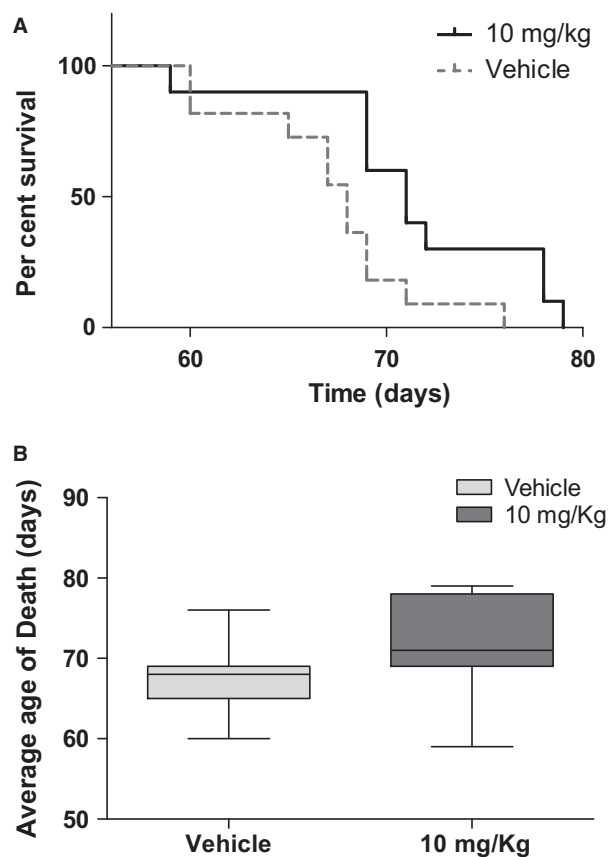 A
10 mg/kg
Vehicle
100
50
0
Per cent survival
60 70 80
Time (days)
B
Vehicle
10 mg/Kg
90
80
70
60
50
Average age of Death (days)
Vehicle 10 mg/Kg